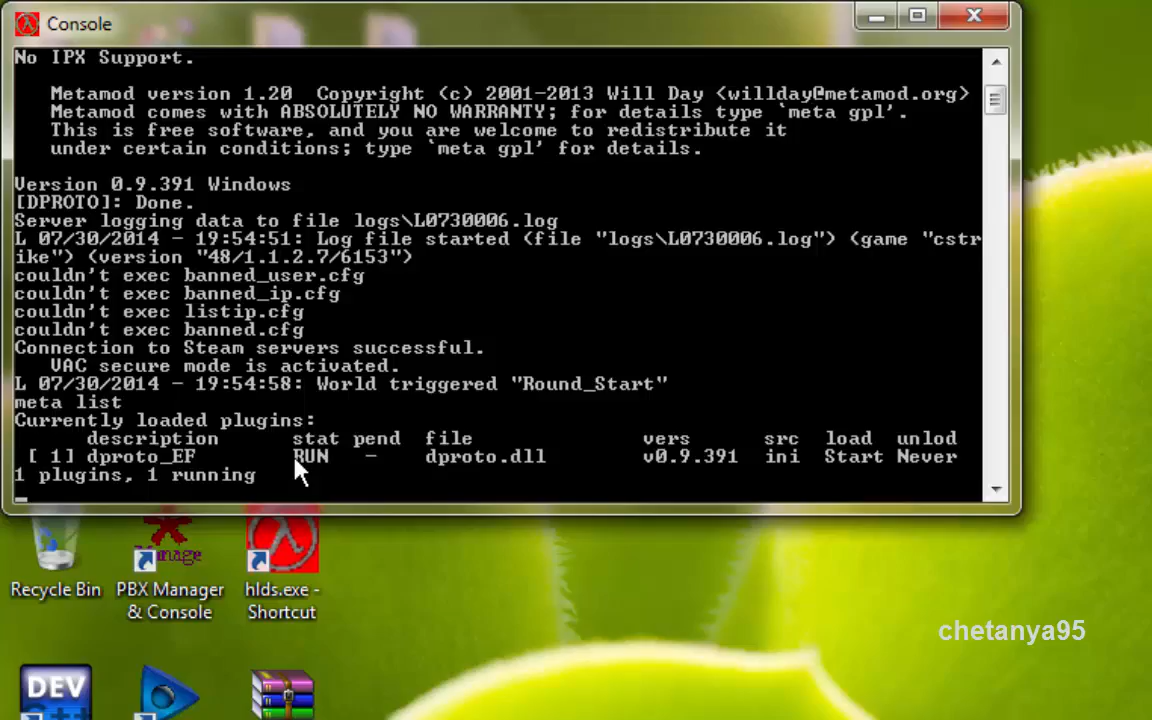 Console
No IPX Support.
Metamod version 1.20 Copyright (c) 2001-2013 Will Day <willday@metamod.org>
Metamod comes with ABSOLUTELY NO WARRANTY; for details type `meta gpl'.
This is free software, and you are welcome to redistribute it
under certain conditions; type `meta gpl' for details.
Version 0.9.391 Windows
[DPROTO]: Done.
Server logging data to file logs\L0730006.log
L 07/30/2014 - 19:54:51: Log file started (file "logs\L0730006.log") (game "cstr
ike") (version "48/1.1.2.7/6153")
couldn't exec banned_user.cfg
couldn't exec banned_ip.cfg
couldn't exec listip.cfg
couldn't exec banned.cfg
Connection to Steam servers successful.
VAC secure mode is activated.
L 07/30/2014 - 19:54:58: World triggered "Round_Start"
meta list
Currently loaded plugins:
description stat pend file vers src load unlod
[ 1] dproto_EF RUN - dproto.dll v0.9.391 ini Start Never
1 plugins, 1 running
Manage
Recycle Bin PBX Manager hlds.exe -
& Console Shortcut
chetanya95
DEV